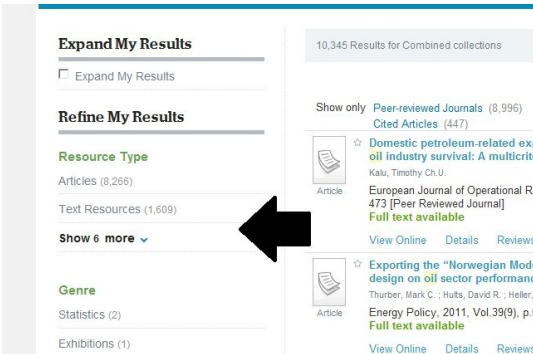 Expand My Results
Expand My Results
Refine My Results
Resource Type
Articles (8,266)
Text Resources (1,609)
Show 6 more
Genre
Statistics (2)
Exhibitions (1)
10,345 Results for Combined collections
Show only Peer-reviewed Journals (8,996)
Cited Articles (447)
Article
Domestic petroleum-related
oil industry survival: A
Kalu, Timothy Ch.U.
European Journal of Operational
473 [Peer Reviewed Journal]
Full text available
View Online Details Reviews
Article
Exporting the “Norwegian
design on oil sector
Thurber, Mark C. ; Hults, David R. ; Heller,
Energy Policy, 2011, Vol.39(9),
Full text available
View Online Details Reviews